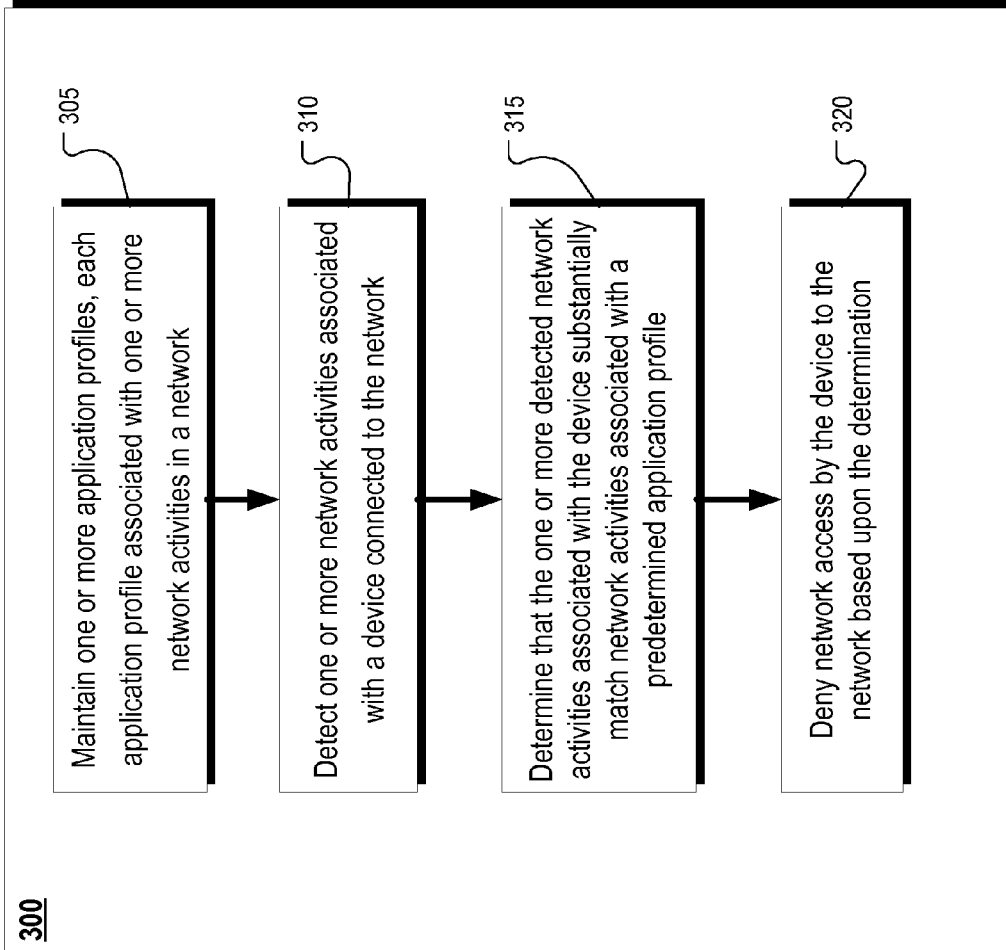 300
Maintain one or more application profiles, each
application profile associated with one or more
network activities in a network
305
Detect one or more network activities associated
with a device connected to the network
310
Determine that the one or more detected network
activities associated with the device substantially
match network activities associated with a
predetermined application profile
315
Deny network access by the device to the
network based upon the determination
320